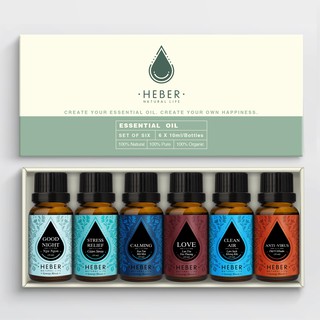 ·HEBER·
NATURAL LIFE
CREATE YOUR ESSENTIAL OIL, CREATE YOUR OWN HAPPINESS.
ESSENTIAL OIL
SET OF SIX | 6 X 10ml/Bottles
100% Natural | 100% Pure | 100% Organic
GOOD NIGHT
·HEBER·
STRESS RELIEF
·HEBER·
CALMING
·HEBER·
LOVE
·HEBER·
CLEAN AIR
·HEBER·
ANTI-VIRUS
·HEBER·